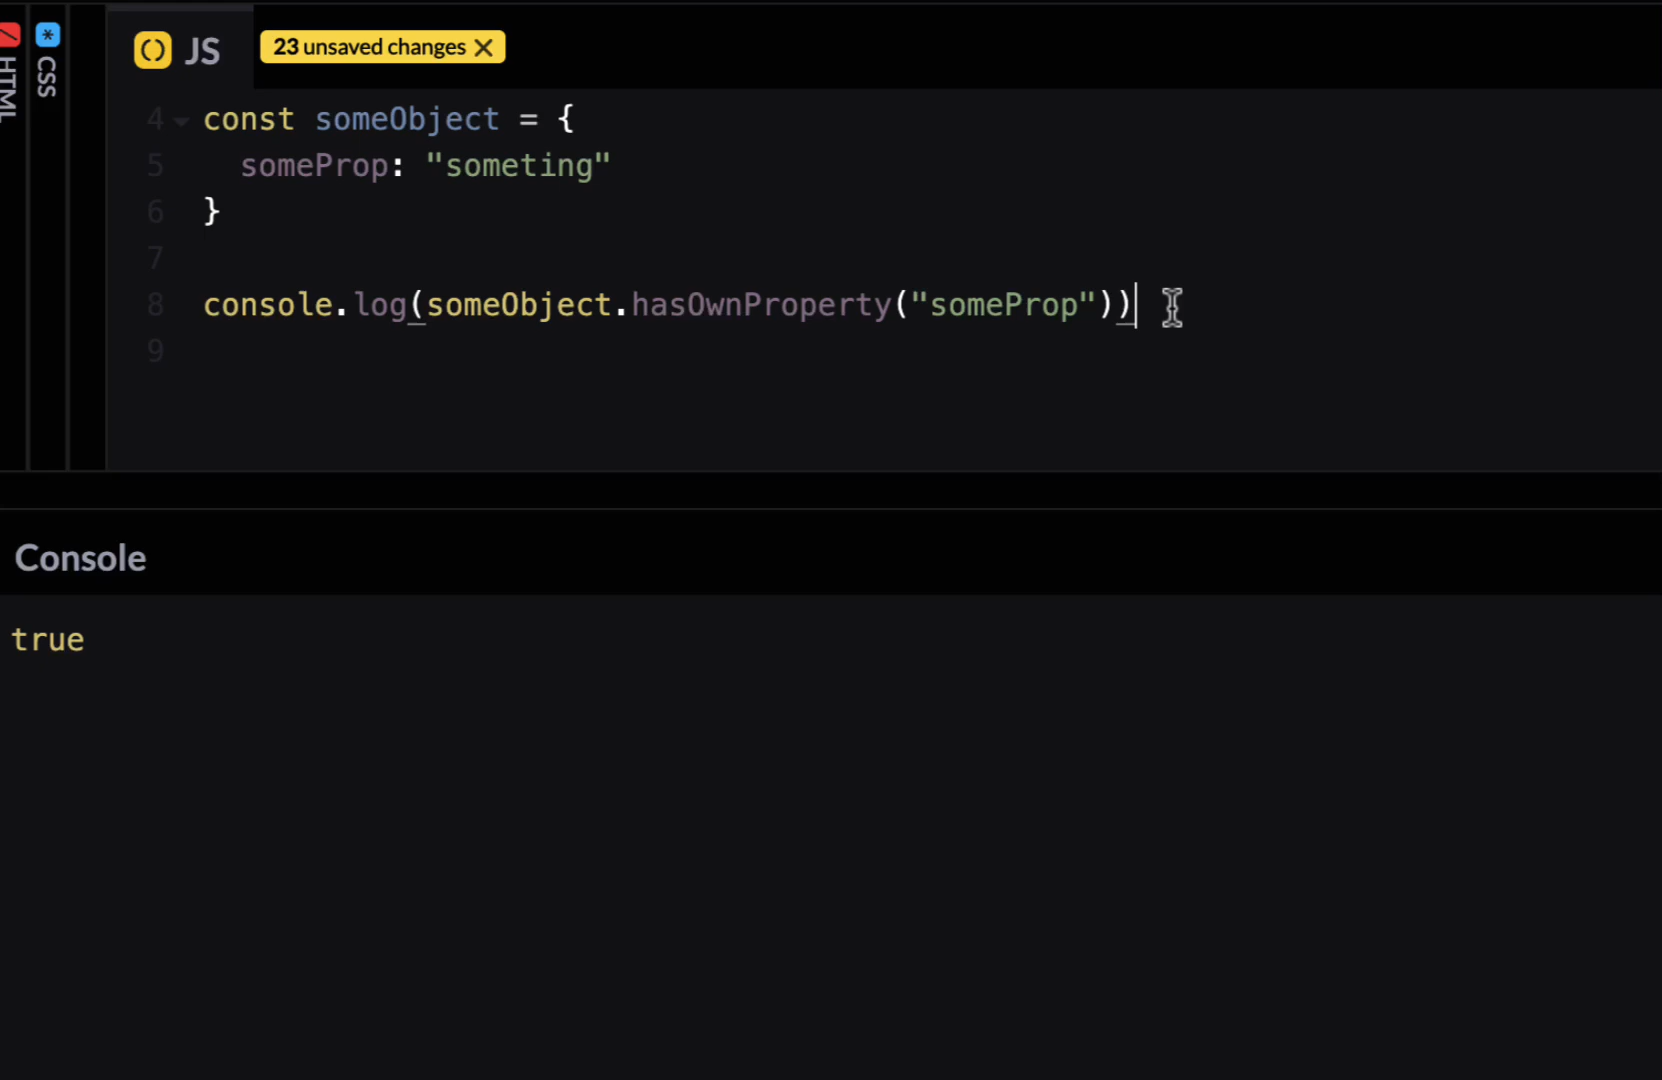 HTML
CSS
JS
23 unsaved changes
4 const someObject = {
5 someProp: "someting"
6 }
7
8 console.log(someObject.hasOwnProperty("someProp"))
9
Console
true